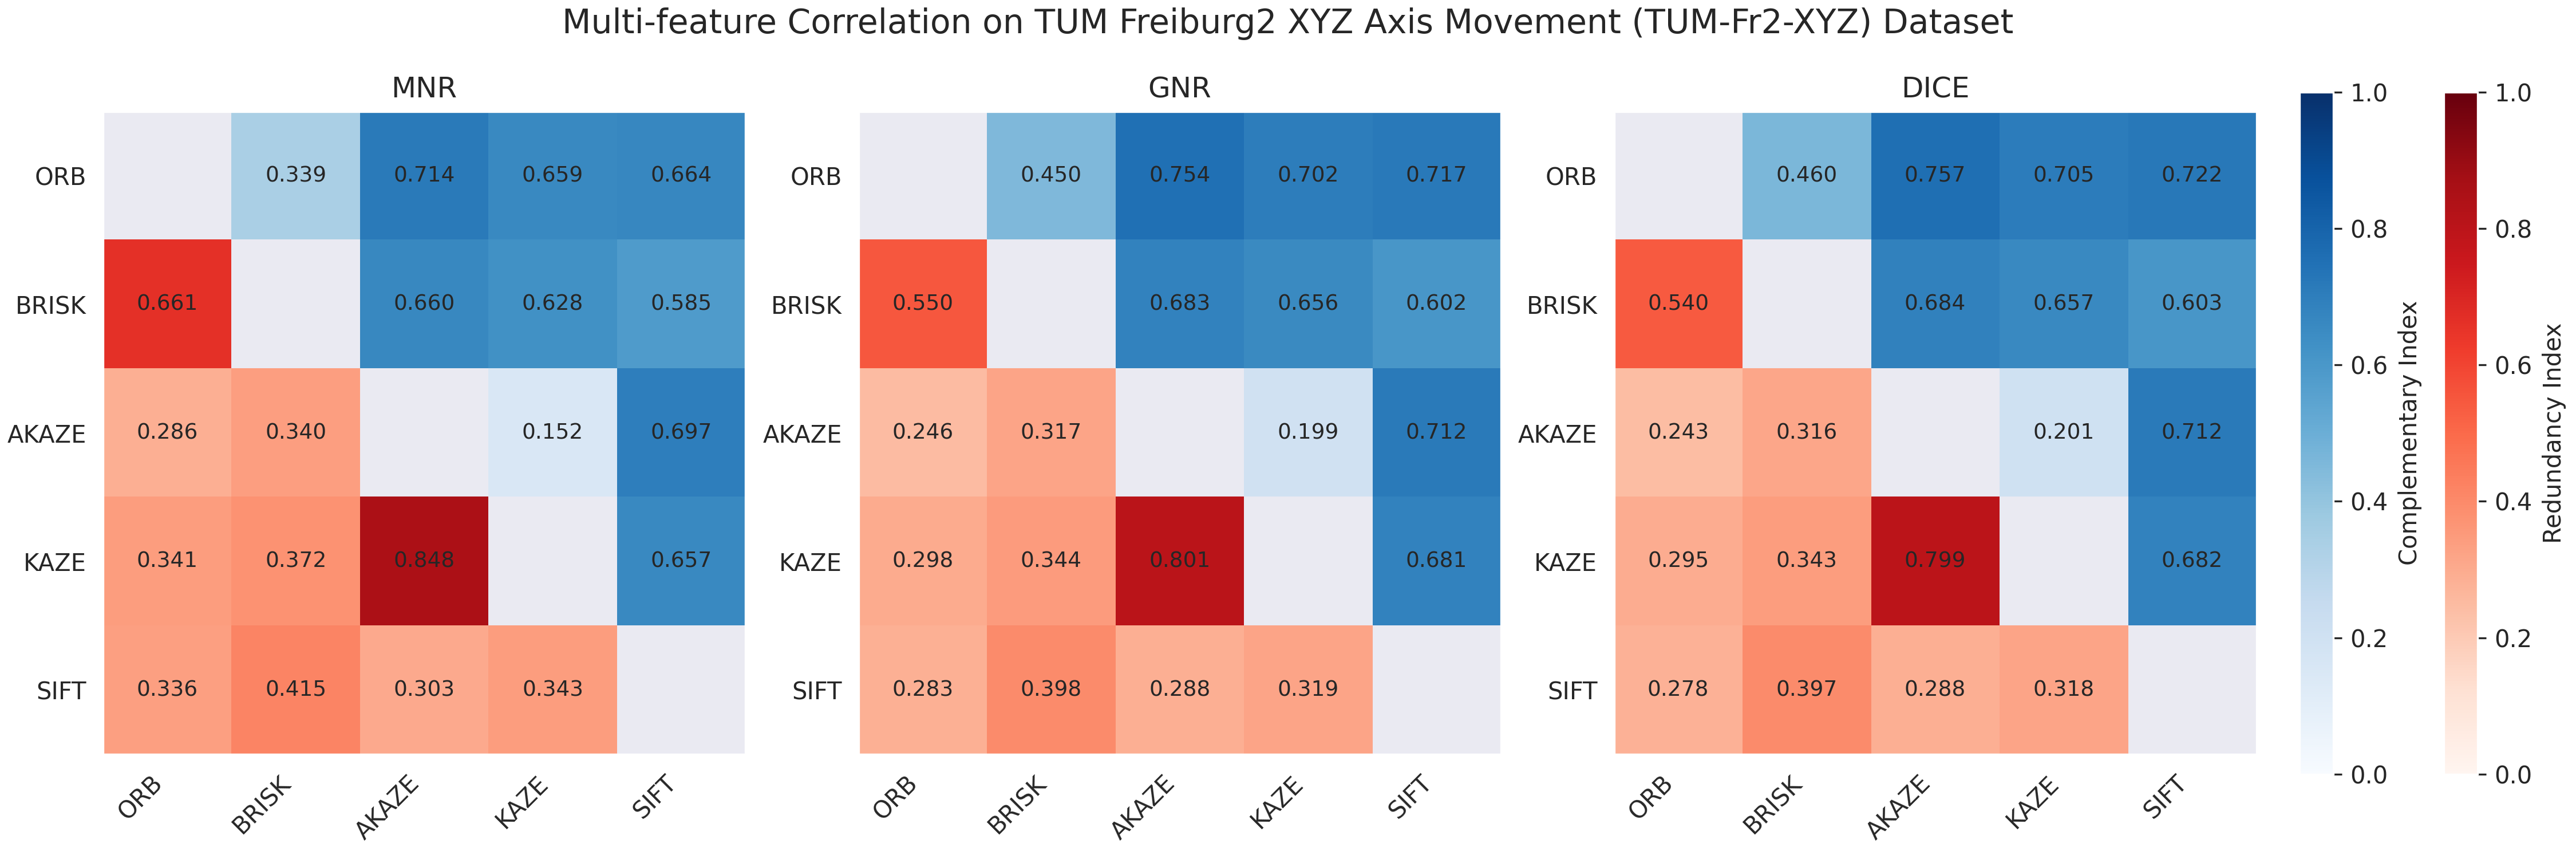 Multi-feature Correlation on TUM Freiburg2 XYZ Axis Movement (TUM-Fr2-XYZ) Dataset
MNR
ORB 0.339 0.714 0.659 0.664
BRISK 0.661 0.660 0.628 0.585
AKAZE 0.286 0.340 0.152 0.697
KAZE 0.341 0.372 0.848 0.657
SIFT 0.336 0.415 0.303 0.343
ORB BRISK AKAZE KAZE SIFT
GNR
ORB 0.450 0.754 0.702 0.717
BRISK 0.550 0.683 0.656 0.602
AKAZE 0.246 0.317 0.199 0.712
KAZE 0.298 0.344 0.801 0.681
SIFT 0.283 0.398 0.288 0.319
ORB BRISK AKAZE KAZE SIFT
DICE
ORB 0.460 0.757 0.705 0.722
BRISK 0.540 0.684 0.657 0.603
AKAZE 0.243 0.316 0.201 0.712
KAZE 0.295 0.343 0.799 0.682
SIFT 0.278 0.397 0.288 0.318
ORB BRISK AKAZE KAZE SIFT
1.0
0.8
0.6
0.4
0.2
0.0
Complementary Index
1.0
0.8
0.6
0.4
0.2
0.0
Redundancy Index